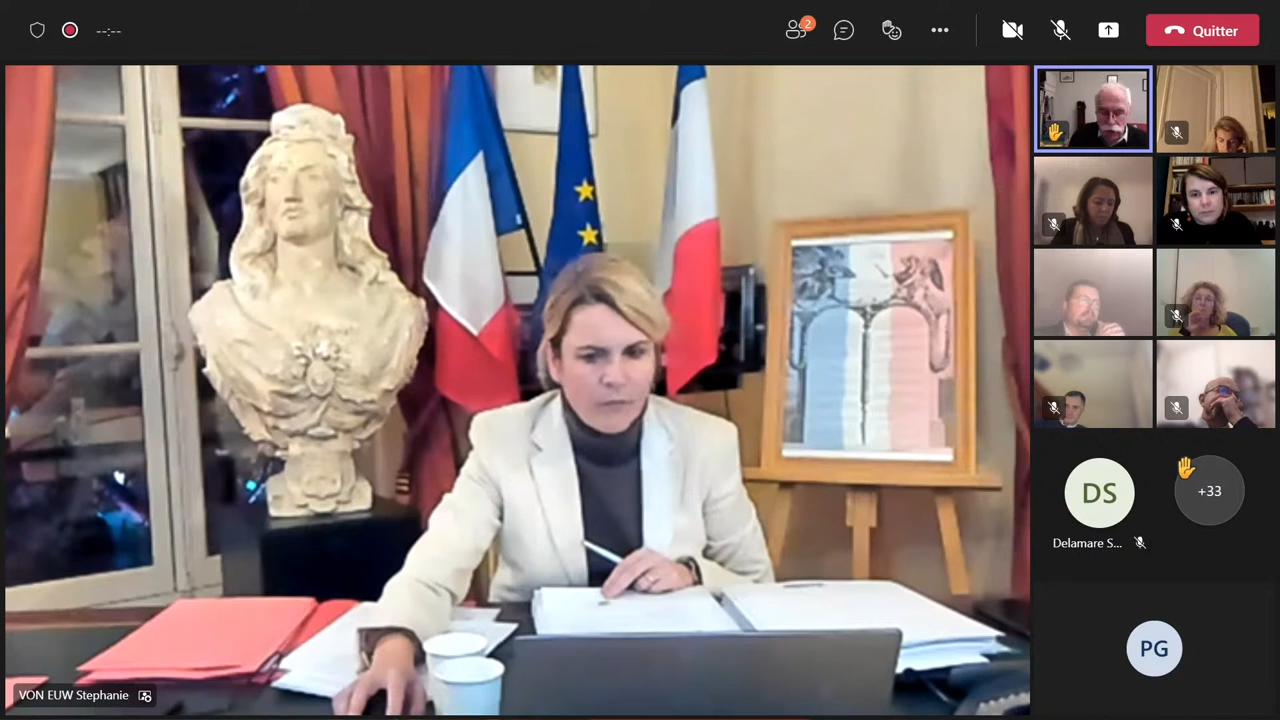 --:--
2
Quitter
DS
+33
Delamare S...
PG
VON EUW Stephanie